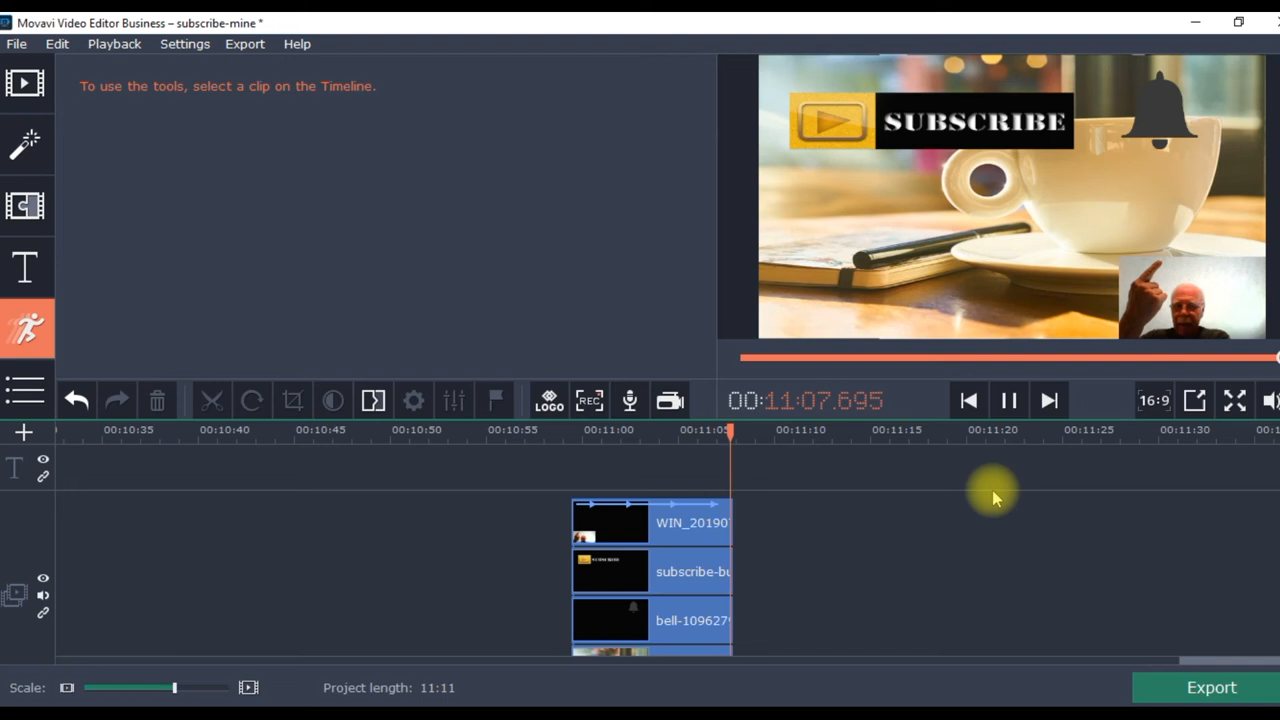 Movavi Video Editor Business – subscribe-mine *
File Edit Playback Settings Export Help
To use the tools, select a clip on the Timeline.
SUBSCRIBE
T
LOGO REC 00:11:07.695 16:9
00:10:35 00:10:40 00:10:45 00:10:50 00:10:55 00:11:00 00:11:05 00:11:10 00:11:15 00:11:20 00:11:25 00:11:30 00:1
T
WIN_20190
subscribe-bu
bell-109627
Scale: Project length: 11:11 Export